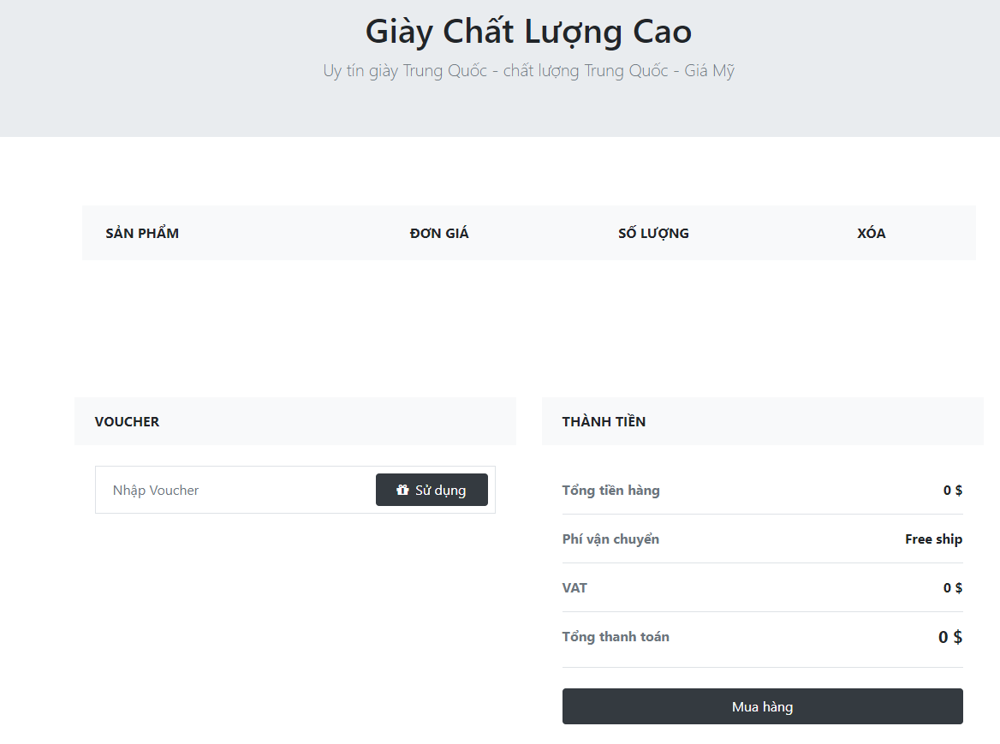 Giày Chất Lượng Cao
Uy tín giày Trung Quốc - chất lượng Trung Quốc - Giá Mỹ
SẢN PHẨM ĐƠN GIÁ SỐ LƯỢNG XÓA
VOUCHER
Nhập Voucher Sử dụng
THÀNH TIỀN
Tổng tiền hàng 0 $
Phí vận chuyển Free ship
VAT 0 $
Tổng thanh toán 0 $
Mua hàng